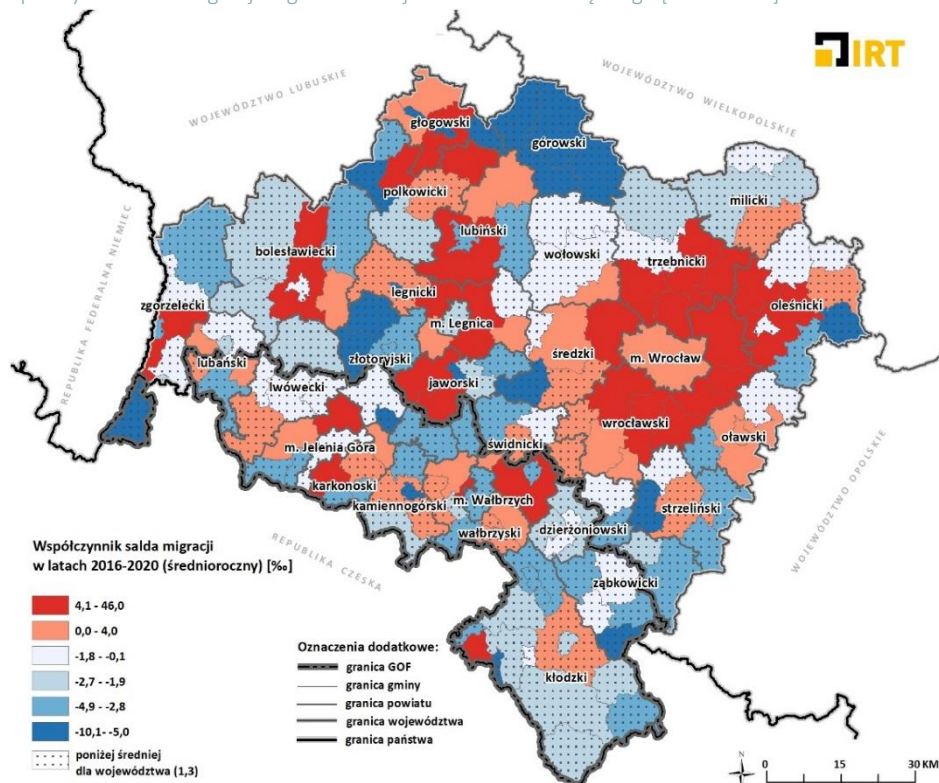 IRT
WOJEWÓDZTWO LUBUSKIE
WOJEWÓDZTWO WIELKOPOLSKIE
głogowski
górowski
polkowicki
milicki
lubiński
bolesławiecki
wołowski
trzebnicki
REPUBLIKA FEDERALNA NIEMIEC
zgorzelecki
legnicki
oleśnicki
m. Legnica
lubański
złotoryjski
średzki
m. Wrocław
jaworski
lwówecki
wrocławski
m. Jelenia Góra
świdnicki
oławski
karkonoski
m. Wałbrzych
kamiennogórski
strzeliński
wałbrzyski
dzierżoniowski
WOJEWÓDZTWO OPOLSKIE
REPUBLIKA CZESKA
ząbkowicki
kłodzki
Współczynnik salda migracji
w latach 2016-2020 (średnioroczny) [‰]
4,1 - 46,0
0,0 - 4,0
-1,8 - -0,1
-2,7 - -1,9
-4,9 - -2,8
-10,1 - -5,0
poniżej średniej
dla województwa (1,3)
Oznaczenia dodatkowe:
granica GOF
granica gminy
granica powiatu
granica województwa
granica państwa
N
0 15 30 KM